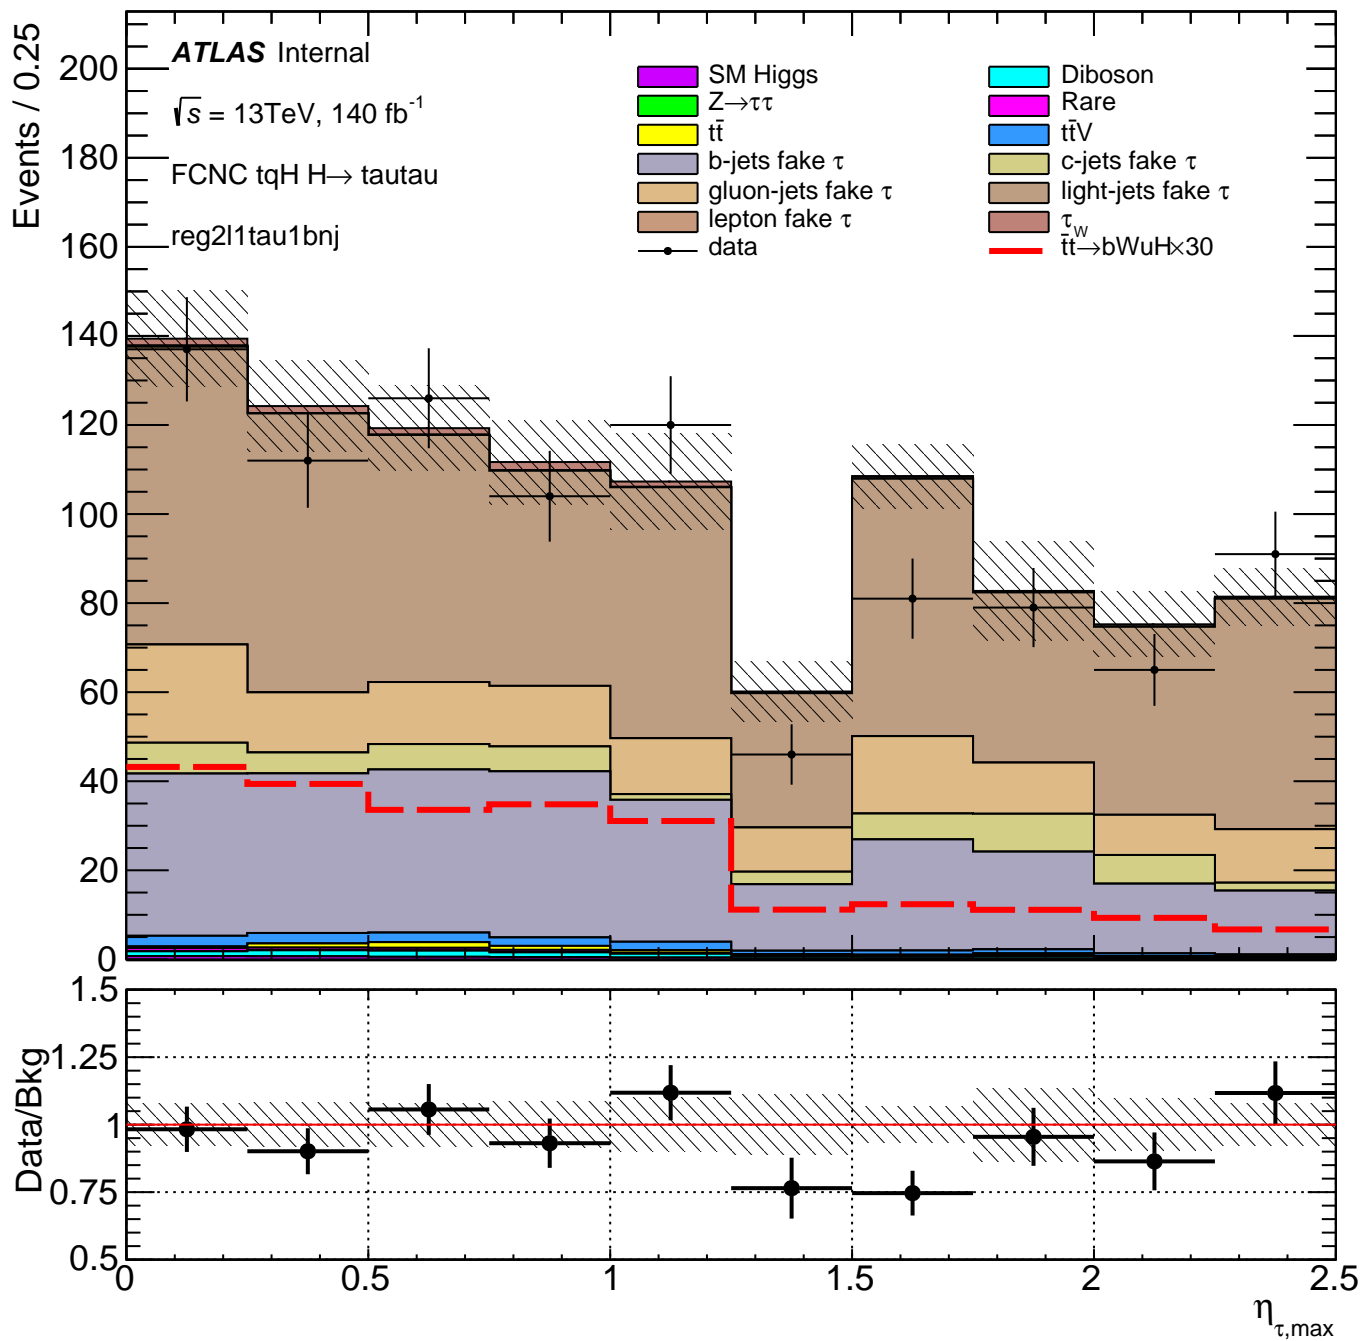 Events / 0.25
200
180
160
140
120
100
80
60
40
20
0
ATLAS Internal
√s = 13TeV, 140 fb⁻¹
FCNC tqH H→ tautau
reg2l1tau1bnj
SM Higgs
Z→ττ
tt̄
b-jets fake τ
gluon-jets fake τ
lepton fake τ
data
Diboson
Rare
tt̄V
c-jets fake τ
light-jets fake τ
τ_W
t̄t→bWuH×30
Data/Bkg
1.5
1.25
1
0.75
0.5
0 0.5 1 1.5 2 2.5
η_τ,max